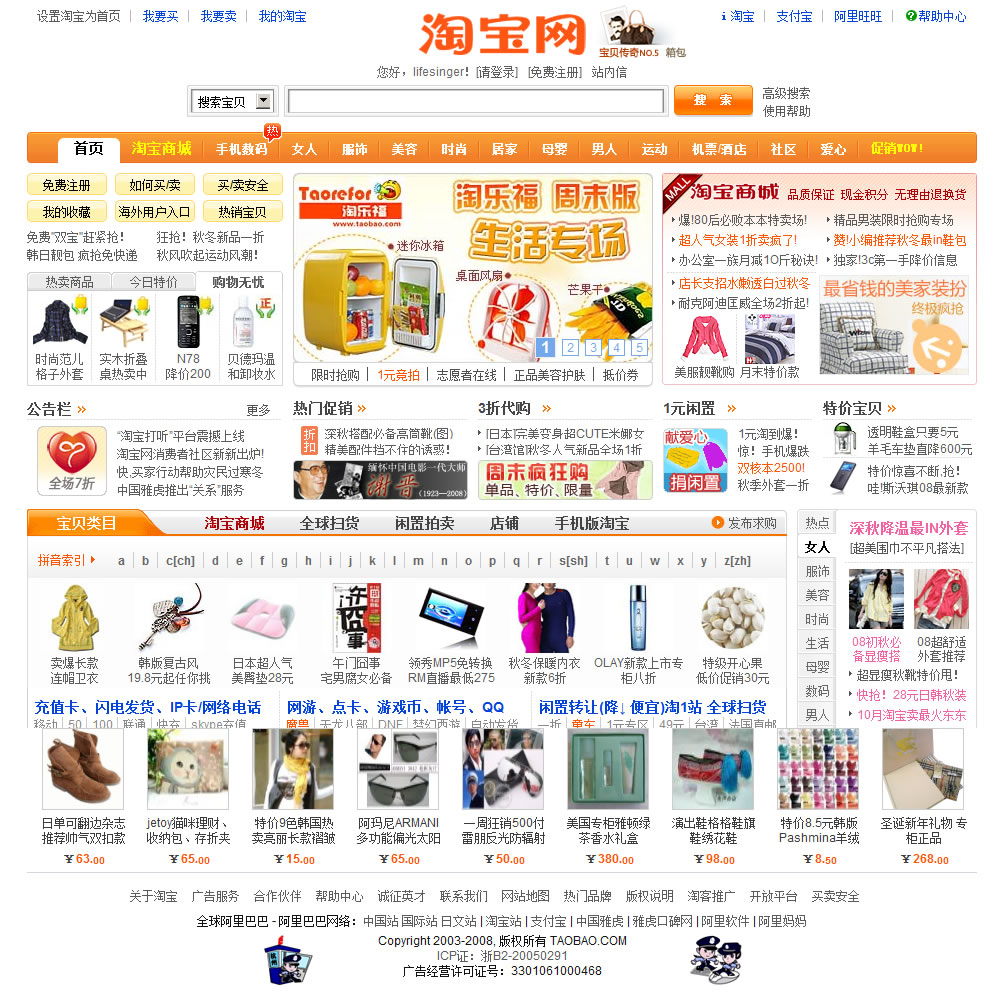 设置淘宝为首页 | 我要买 | 我要卖 | 我的淘宝
淘宝 | 支付宝 | 阿里旺旺 | 帮助中心
淘宝网
宝贝传奇NO.5 箱包
您好，lifesinger! [请登录] [免费注册] 站内信
搜索宝贝
搜 索
高级搜索
使用帮助
热
首页 淘宝商城 手机数码 女人 服饰 美容 时尚 居家 母婴 男人 运动 机票/酒店 社区 爱心 促销WOW!
免费注册 如何买/卖 买/卖安全
我的收藏 海外用户入口 热销宝贝
免费"双宝"赶紧抢! 狂抢！秋冬新品一折
韩日靓包 疯抢免快递 秋风吹起运动风潮!
热卖商品 今日特价 购物无忧
正
时尚范儿
格子外套
实木折叠
桌热卖中
N78
降价200
贝德玛温
和卸妆水
Taorefor
淘乐福
www.taobao.com
淘乐福 周末版
生活专场
迷你冰箱
桌面风扇
芒果干
1 2 3 4 5
限时抢购 | 1元竞拍 | 志愿者在线 | 正品美容护肤 | 抵价券
MALL
淘宝商城 品质保证 现金积分 无理由退换货
爆!80后必败本本特卖场!
精品男装限时抢购专场
超人气女装1折卖疯了!
赞!小编推荐秋冬最in鞋包
办公室一族月减10斤秘诀!
独家!3c第一手降价信息
店长支招水嫩透白过秋冬
耐克阿迪匡威全场2折起!
美服靓靴购 月末特价款
最省钱的美家装扮
终极疯抢
公告栏 » 更多
全场7折
"淘宝打听"平台震撼上线
淘宝网消费者社区新新出炉!
快,买家行动帮助灾民过寒冬
中国雅虎推出"关系"服务
热门促销 »
折扣
深秋搭配必备高筒靴(图)
精美配件挡不住的诱惑!
缅怀中国电影一代大师
谢晋
(1923—2008)
3折代购 »
[日本]完美变身超CUTE米娜女
[台湾馆]秋冬人气新品全场1折
周末疯狂购
单品、特价、限量
1元闲置 »
献爱心
捐闲置
1元淘到爆!
惊！手机爆跌
双核本2500!
秋季外套一折
特价宝贝 »
透明鞋盒只要5元
羊毛车垫直降600元
特价惊喜不断,抢!
哇!斯沃琪08最新款
宝贝类目 淘宝商城 全球扫货 闲置拍卖 店铺 手机版淘宝 发布求购
拼音索引 a b c[ch] d e f g h i j k l m n o p q r s[sh] t u w x y z[zh]
午门囧事
卖爆长款
连帽卫衣
韩版复古风
19.8元起任你挑
日本超人气
美臀垫28元
午门囧事
宅男腐女必备
领秀MP5免转换
RM直播最低275
秋冬保暖内衣
新款6折
OLAY新款上市专
柜八折
特级开心果
低价促销30元
充值卡、闪电发货、IP卡/网络电话
移动 | 50 | 100 | 联通 | 快充 | skype充值
网游、点卡、游戏币、帐号、QQ
魔兽 | 天龙八部 | DNF | 梦幻西游 | 自动发货
闲置转让(降↓便宜)淘1站 全球扫货
一折 | 童车 | 1元专区 | 49元 | 台湾 | 法国直邮
热点
女人
服饰
美容
时尚
生活
母婴
数码
男人
深秋降温最IN外套
[超美围巾不平凡搭法]
08初秋必
备显瘦搭
08超舒适
外套推荐
超显瘦秋靴特价甩!
快抢！28元日韩秋装
10月淘宝卖最火东东
日单可翻边杂志
推荐帅气双扣款
￥63.00
jetoy猫咪理财、
收纳包、存折夹
￥65.00
特价9色韩国热
卖亮丽长款褶皱
￥15.00
阿玛尼ARMANI
多功能偏光太阳
￥65.00
一周狂销500付
雷朋反光防辐射
￥50.00
美国专柜雅顿绿
茶香水礼盒
￥380.00
演出鞋格格鞋旗
鞋绣花鞋
￥98.00
特价8.5元韩版
Pashmina羊绒
￥8.50
圣诞新年礼物 专
柜正品
￥268.00
关于淘宝 广告服务 合作伙伴 帮助中心 诚征英才 联系我们 网站地图 热门品牌 版权说明 淘客推广 开放平台 买卖安全
全球阿里巴巴 - 阿里巴巴网络：中国站 国际站 日文站 | 淘宝站 | 支付宝 | 中国雅虎 | 雅虎口碑网 | 阿里软件 | 阿里妈妈
Copyright 2003-2008, 版权所有 TAOBAO.COM
ICP证：浙B2-20050291
广告经营许可证号：3301061000468